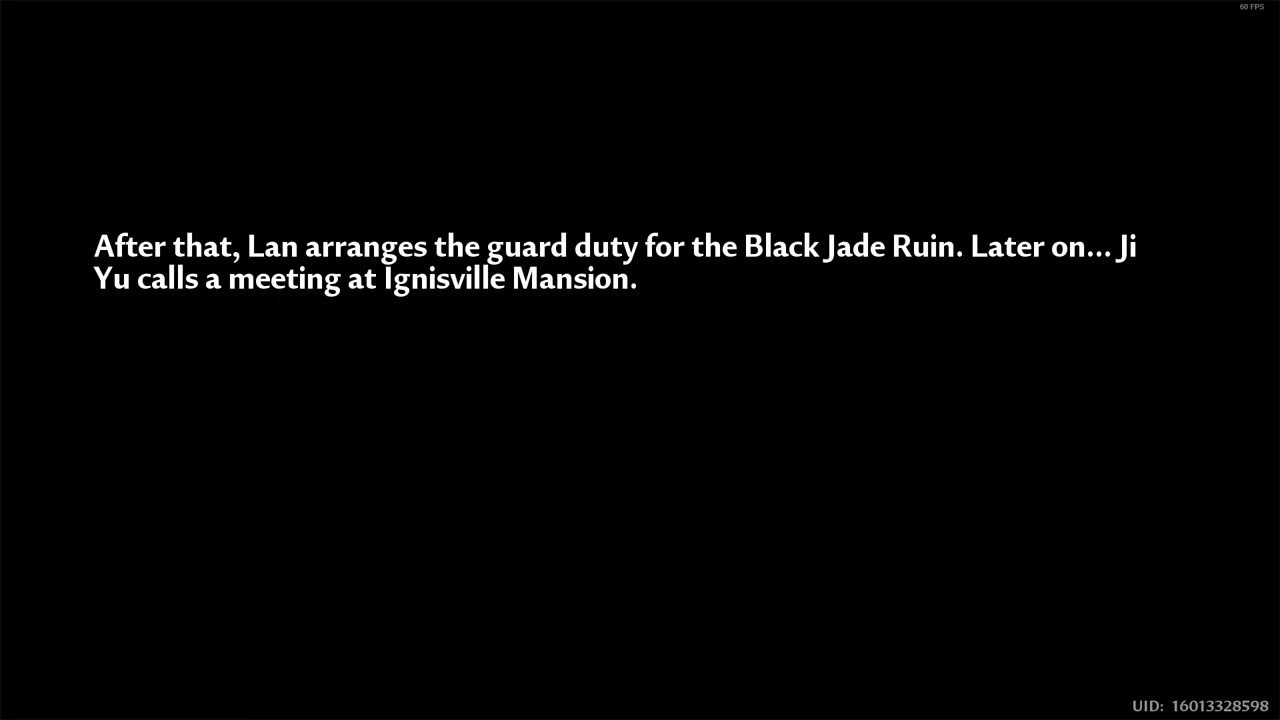 60 FPS
After that, Lan arranges the guard duty for the Black Jade Ruin. Later on... Ji
Yu calls a meeting at Ignisville Mansion.
UID: 16013328598